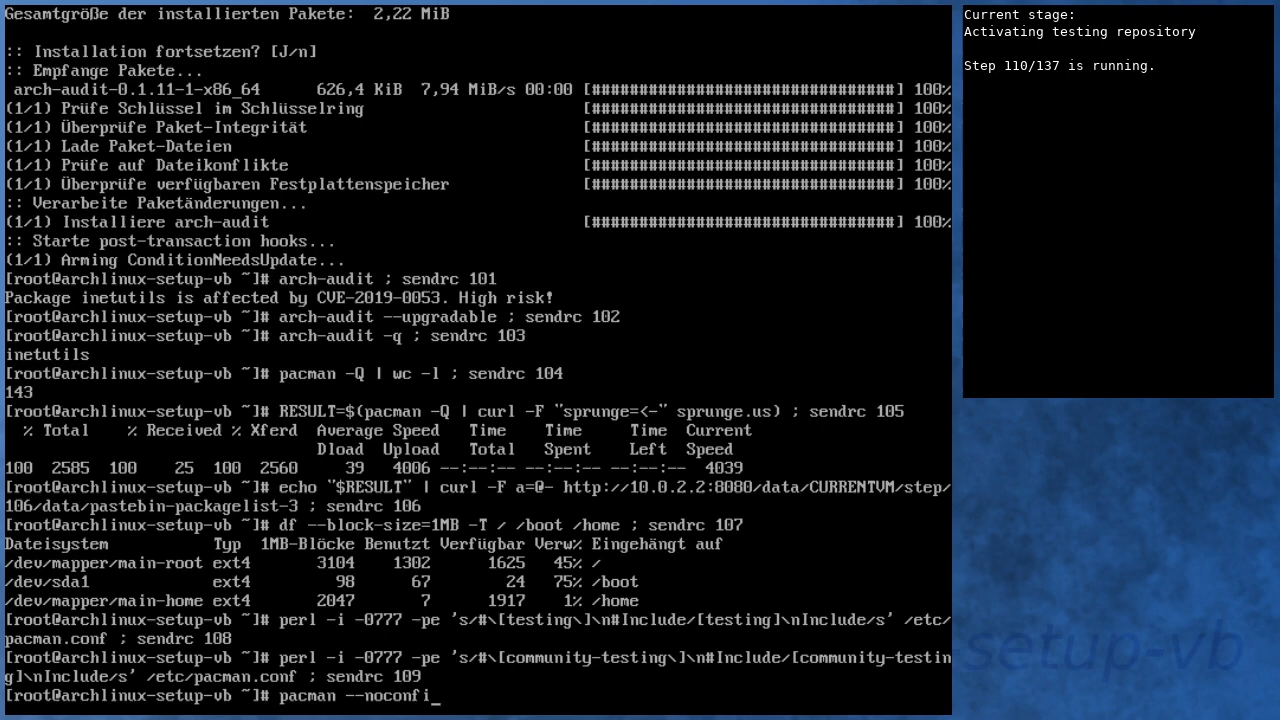 Gesamtgröße der installierten Pakete:  2,22 MiB

:: Installation fortsetzen? [J/n]
:: Empfange Pakete...
 arch-audit-0.1.11-1-x86_64      626,4 KiB  7,94 MiB/s 00:00 [################################] 100%
(1/1) Prüfe Schlüssel im Schlüsselring                       [################################] 100%
(1/1) Überprüfe Paket-Integrität                             [################################] 100%
(1/1) Lade Paket-Dateien                                     [################################] 100%
(1/1) Prüfe auf Dateikonflikte                               [################################] 100%
(1/1) Überprüfe verfügbaren Festplattenspeicher              [################################] 100%
:: Verarbeite Paketänderungen...
(1/1) Installiere arch-audit                                 [################################] 100%
:: Starte post-transaction hooks...
(1/1) Arming ConditionNeedsUpdate...
[root@archlinux-setup-vb ~]# arch-audit ; sendrc 101
Package inetutils is affected by CVE-2019-0053. High risk!
[root@archlinux-setup-vb ~]# arch-audit --upgradable ; sendrc 102
[root@archlinux-setup-vb ~]# arch-audit -q ; sendrc 103
inetutils
[root@archlinux-setup-vb ~]# pacman -Q | wc -l ; sendrc 104
143
[root@archlinux-setup-vb ~]# RESULT=$(pacman -Q | curl -F "sprunge=<-" sprunge.us) ; sendrc 105
  % Total    % Received % Xferd  Average Speed   Time    Time     Time  Current
                                 Dload  Upload   Total   Spent    Left  Speed
100  2585  100    25  100  2560     39   4006 --:--:-- --:--:-- --:--:--  4039
[root@archlinux-setup-vb ~]# echo "$RESULT" | curl -F a=@- http://10.0.2.2:8080/data/CURRENTVM/step/
106/data/pastebin-packagelist-3 ; sendrc 106
[root@archlinux-setup-vb ~]# df --block-size=1MB -T / /boot /home ; sendrc 107
Dateisystem           Typ  1MB-Blöcke Benutzt Verfügbar Verw% Eingehängt auf
/dev/mapper/main-root ext4       3104    1302      1625   45% /
/dev/sda1             ext4         98      67        24   75% /boot
/dev/mapper/main-home ext4       2047       7      1917    1% /home
[root@archlinux-setup-vb ~]# perl -i -0777 -pe 's/#\[testing\]\n#Include/[testing]\nInclude/s' /etc/
pacman.conf ; sendrc 108
[root@archlinux-setup-vb ~]# perl -i -0777 -pe 's/#\[community-testing\]\n#Include/[community-testin
g]\nInclude/s' /etc/pacman.conf ; sendrc 109
[root@archlinux-setup-vb ~]# pacman --noconfi_
Current stage:
Activating testing repository

Step 110/137 is running.
setup-vb